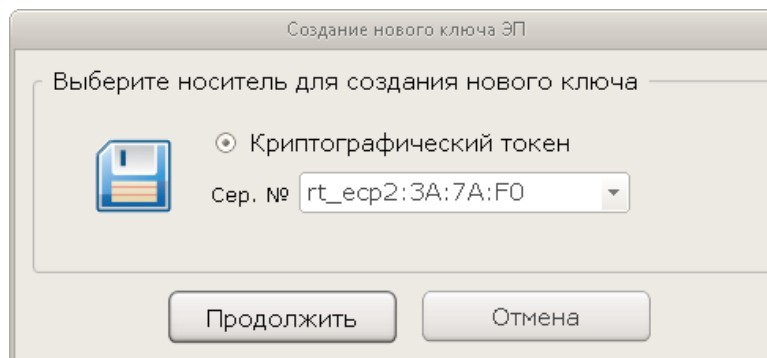 Создание нового ключа ЭП
Выберите носитель для создания нового ключа
Криптографический токен
Сер. № rt_ecp2:3A:7A:F0
Продолжить Отмена